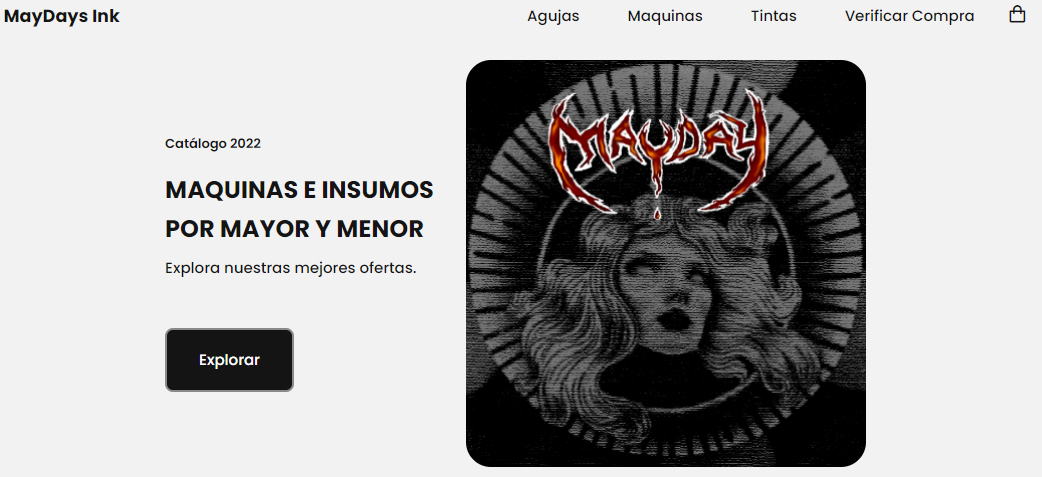 MayDays Ink
Agujas Maquinas Tintas Verificar Compra
Catálogo 2022
MAQUINAS E INSUMOS
POR MAYOR Y MENOR
Explora nuestras mejores ofertas.
Explorar
MAYDAY